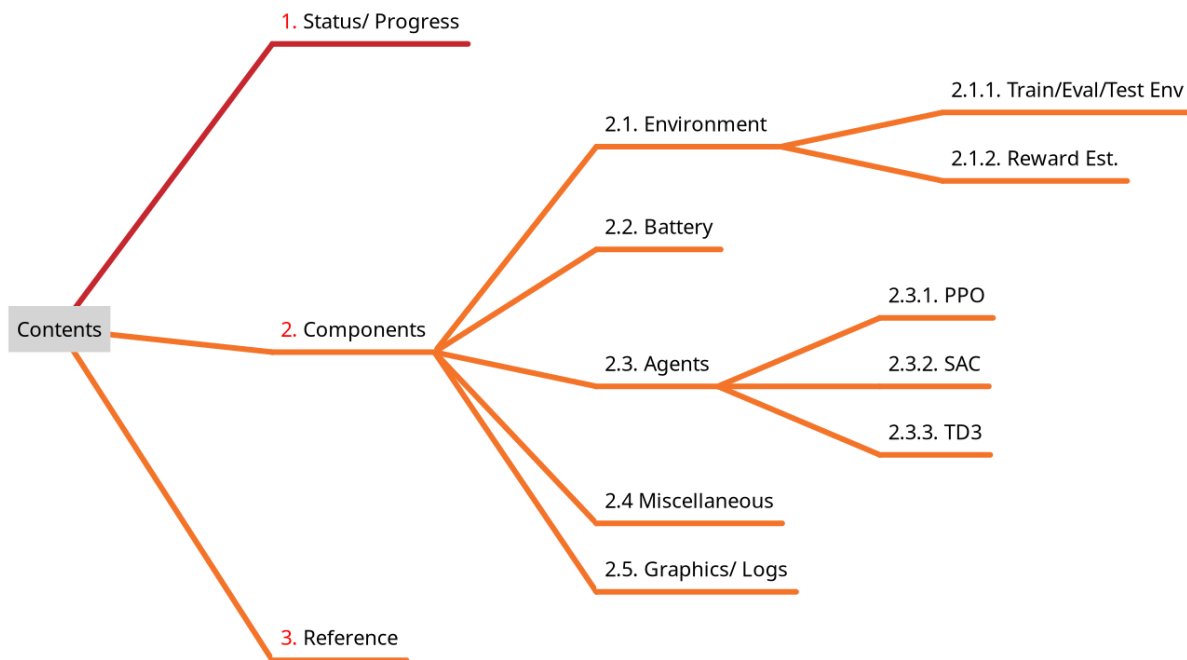 Contents
1. Status/ Progress
2. Components
2.1. Environment
2.1.1. Train/Eval/Test Env
2.1.2. Reward Est.
2.2. Battery
2.3. Agents
2.3.1. PPO
2.3.2. SAC
2.3.3. TD3
2.4 Miscellaneous
2.5. Graphics/ Logs
3. Reference